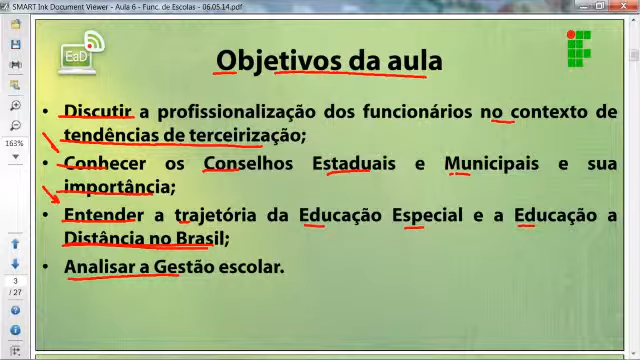 SMART Ink Document Viewer - Aula 6 - Func. de Escolas - 06.05.14.pdf
EaD
Objetivos da aula
• Discutir a profissionalização dos funcionários no contexto de
tendências de terceirização;
• Conhecer os Conselhos Estaduais e Municipais e sua
importância;
• Entender a trajetória da Educação Especial e a Educação a
Distância no Brasil;
• Analisar a Gestão escolar.
163%
3
/ 27